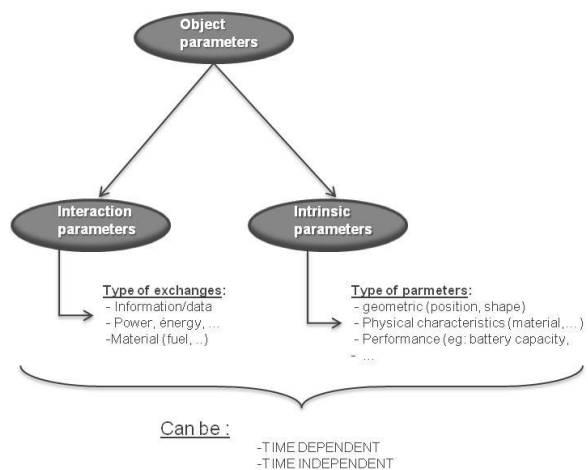 Object
parameters
Interaction
parameters
Intrinsic
parameters
Type of exchanges:
- Information/data
- Power, énergy, ...
-Material (fuel, ..)
Type of parmeters:
- geometric (position, shape)
- Physical characteristics (material,...)
- Performance (eg: battery capacity,
- ...
Can be :
-TIME DEPENDENT
-TIME INDEPENDENT